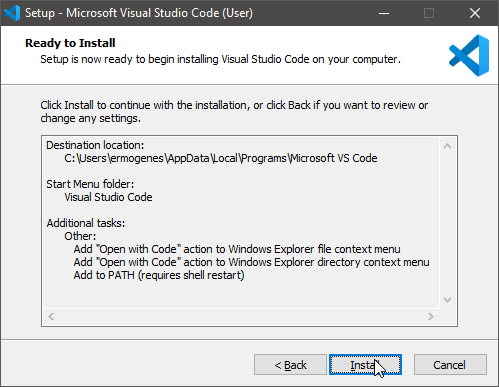 Setup - Microsoft Visual Studio Code (User)
Ready to Install
Setup is now ready to begin installing Visual Studio Code on your computer.
Click Install to continue with the installation, or click Back if you want to review or
change any settings.
Destination location:
C:\Users\ermogenes\AppData\Local\Programs\Microsoft VS Code
Start Menu folder:
Visual Studio Code
Additional tasks:
Other:
Add "Open with Code" action to Windows Explorer file context menu
Add "Open with Code" action to Windows Explorer directory context menu
Add to PATH (requires shell restart)
< Back
Install
Cancel